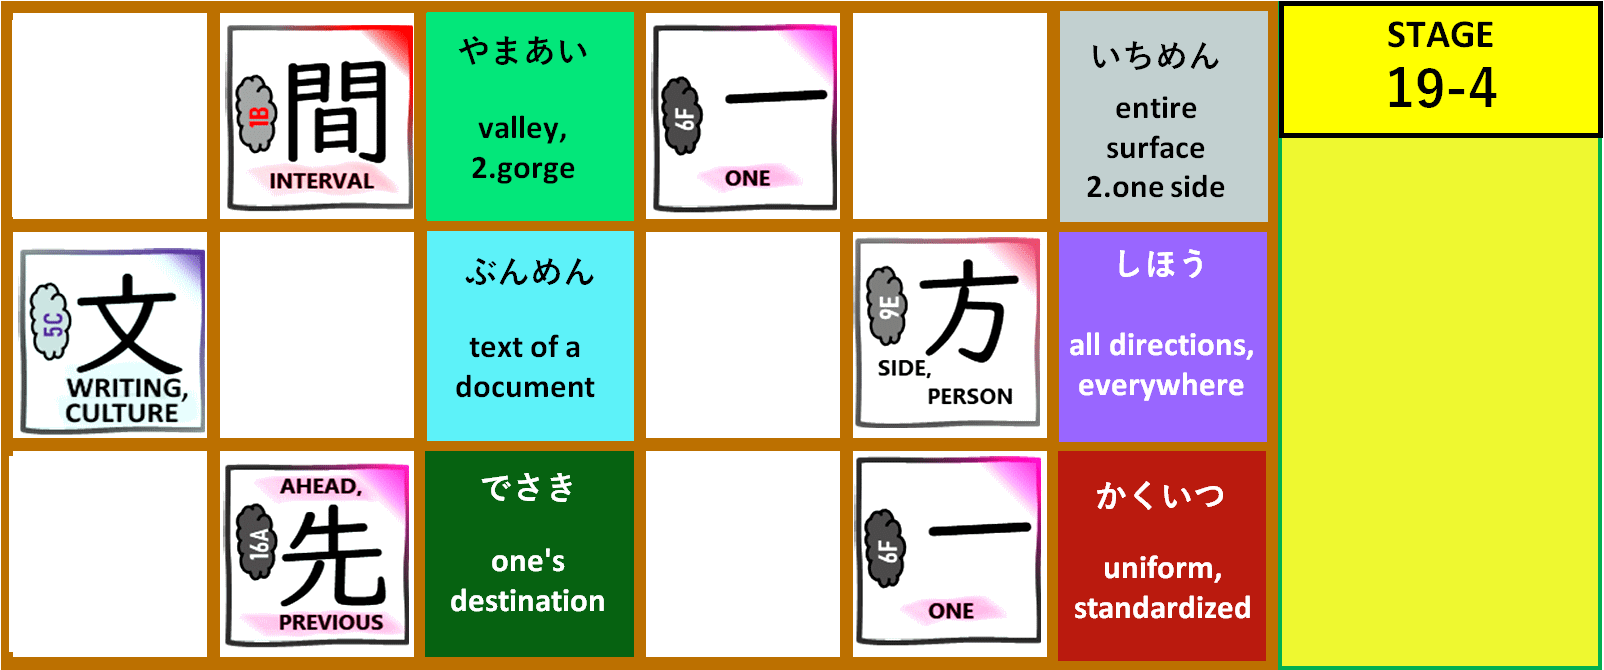 1B
間
INTERVAL
やまあい
valley,
2.gorge
6F
一
ONE
いちめん
entire
surface
2.one side
STAGE
19-4
5C
文
WRITING,
CULTURE
ぶんめん
text of a
document
9E
方
SIDE,
PERSON
しほう
all directions,
everywhere
AHEAD,
16A
先
PREVIOUS
でさき
one's
destination
6F
一
ONE
かくいつ
uniform,
standardized